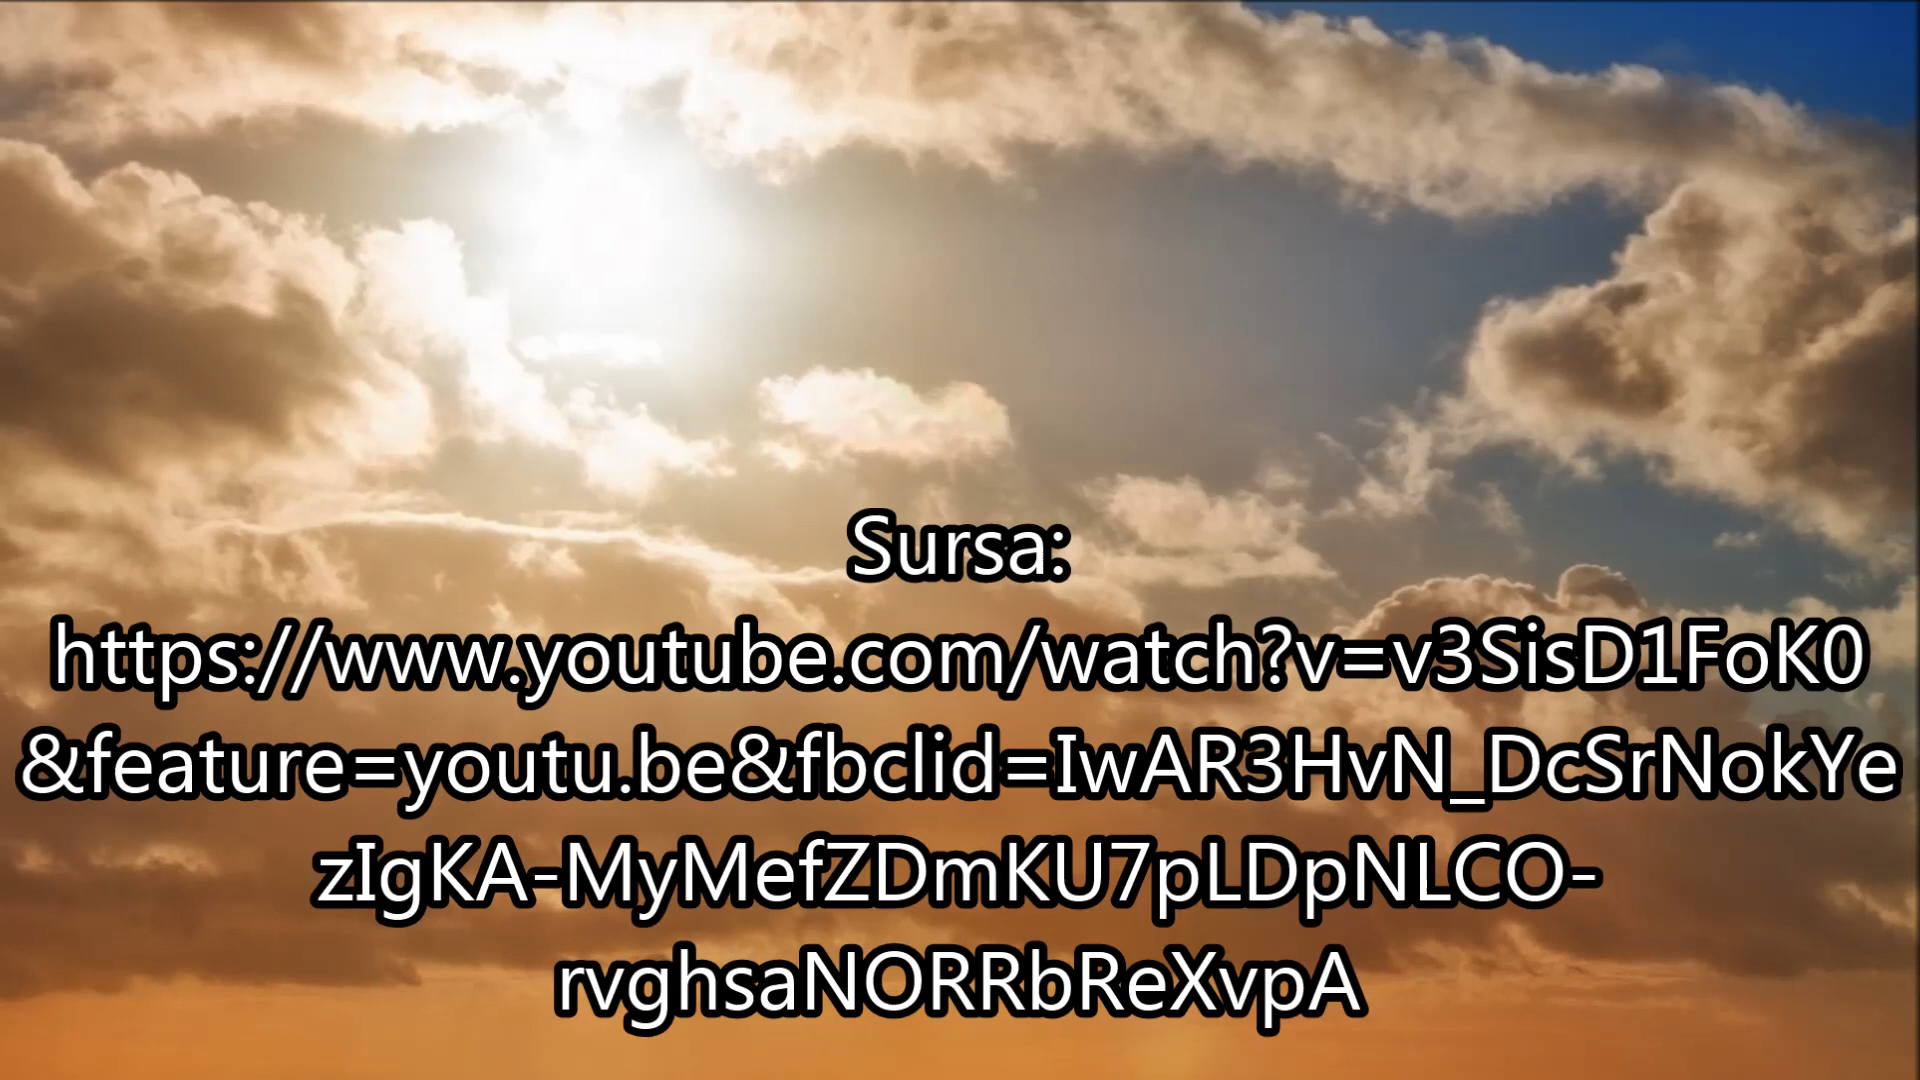 Sursa:
https://www.youtube.com/watch?v=v3SisD1FoK0
&feature=youtu.be&fbclid=IwAR3HvN_DcSrNokYe
zIgKA-MyMefZDmKU7pLDpNLCO-
rvghsaNORRbReXvpA